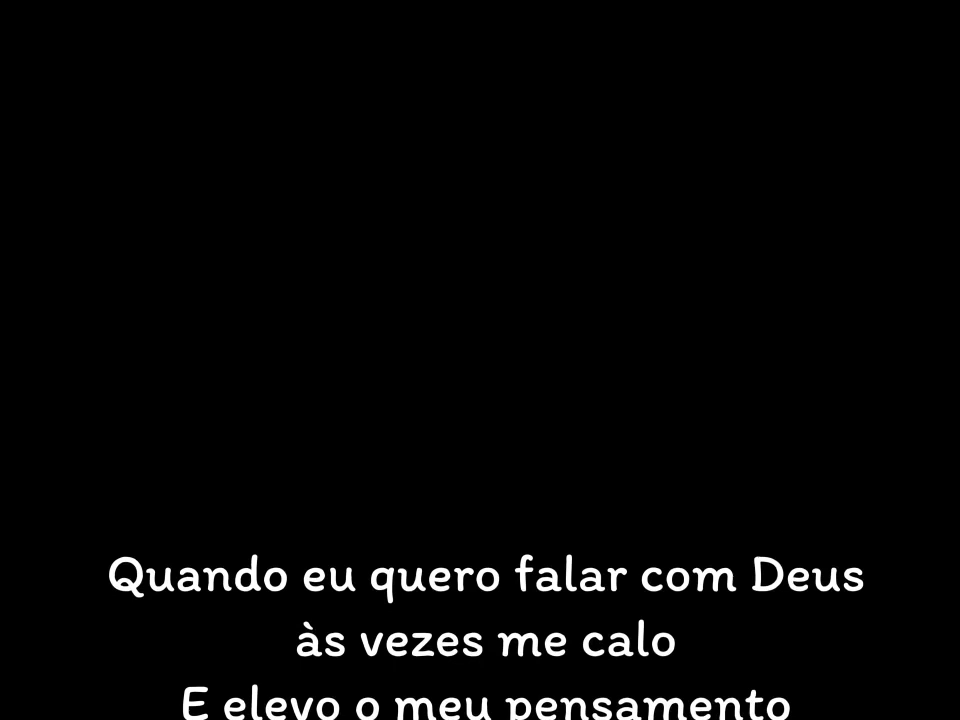 Quando eu quero falar com Deus
às vezes me calo
E elevo o meu pensamento